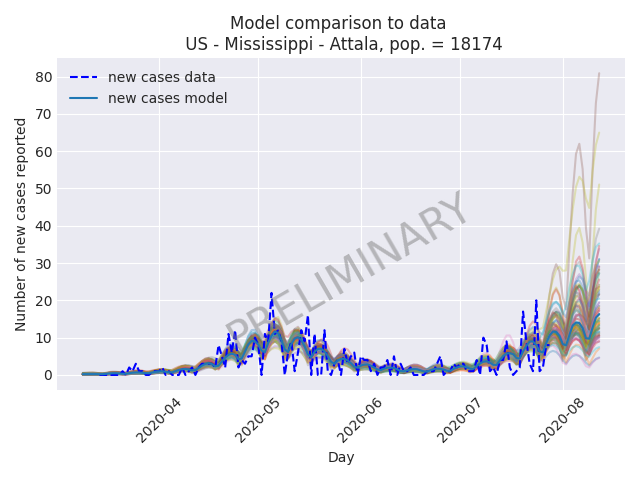 Model comparison to data
US - Mississippi - Attala, pop. = 18174
new cases data
new cases model
Number of new cases reported
80
70
60
50
40
30
20
10
0
PRELIMINARY
2020-04
2020-05
2020-06
2020-07
2020-08
Day